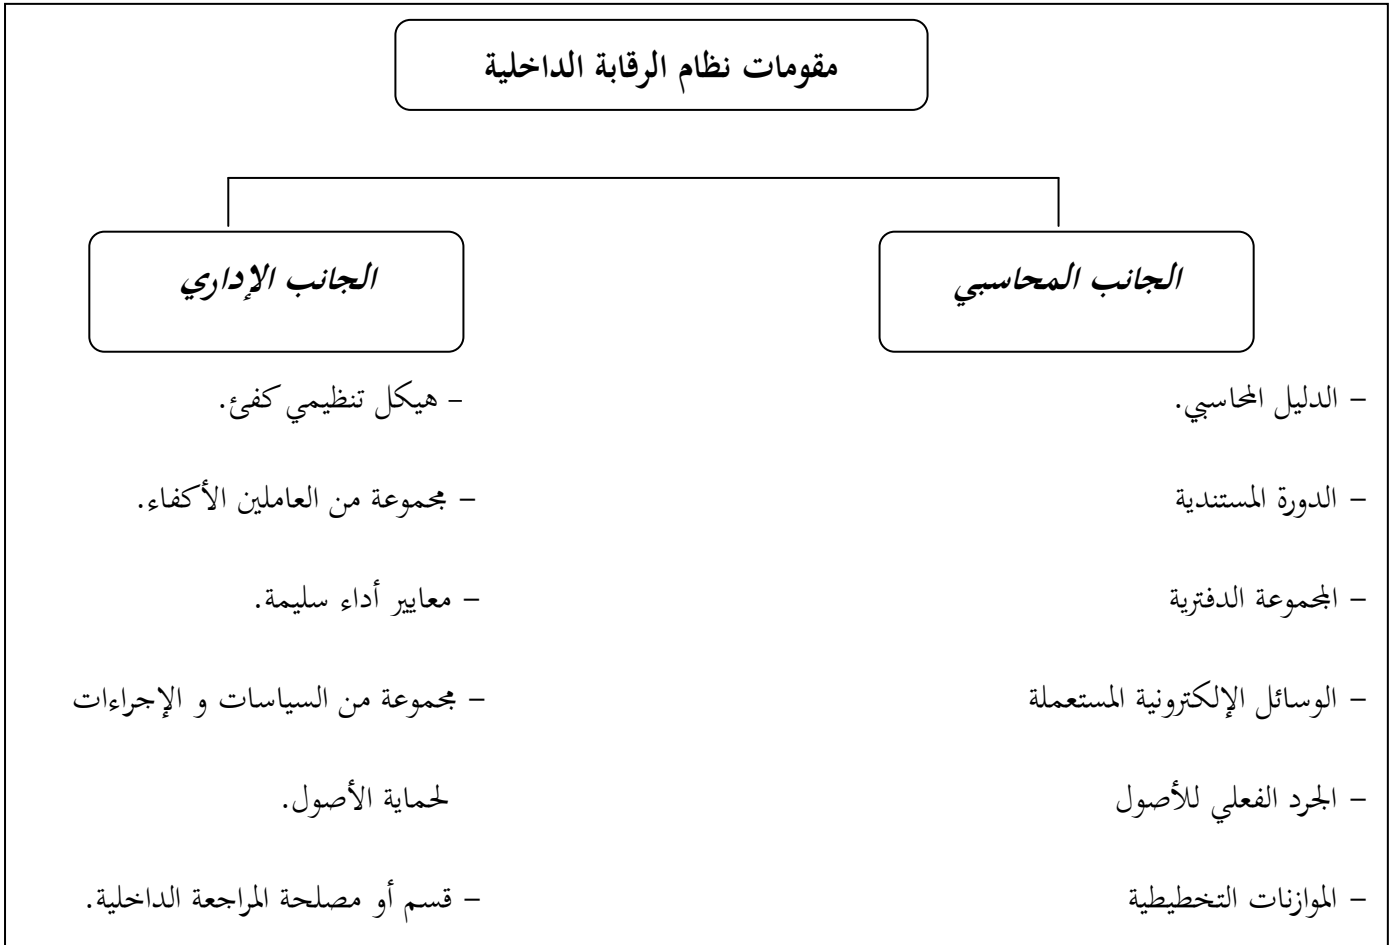 مقومات نظام الرقابة الداخلية
الجانب المحاسبي
الجانب الإداري
– الدليل المحاسبي.
– الدورة المستندية
– المجموعة الدفترية
– الوسائل الإلكترونية المستعملة
– الجرد الفعلي للأصول
– الموازنات التخطيطية
– هيكل تنظيمي كفئ.
– مجموعة من العاملين الأكفاء.
– معايير أداء سليمة.
– مجموعة من السياسات و الإجراءات
لحماية الأصول.
– قسم أو مصلحة المراجعة الداخلية.